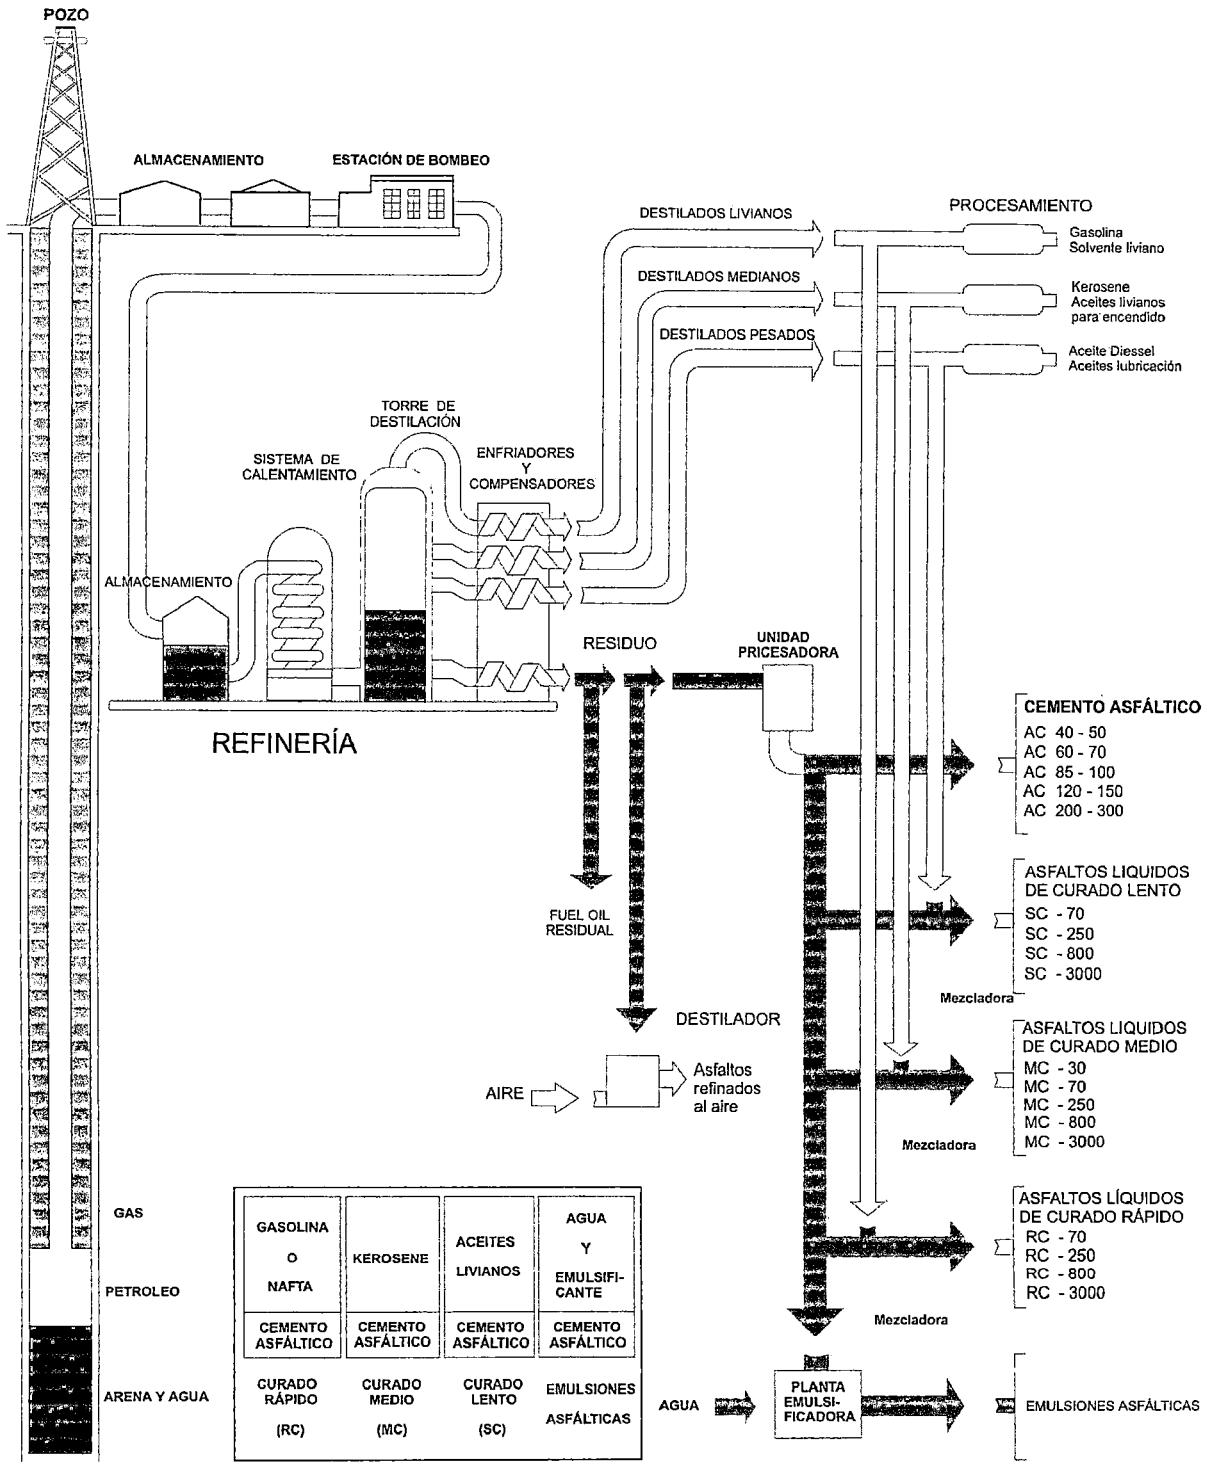 POZO
ALMACENAMIENTO
ESTACIÓN DE BOMBEO
DESTILADOS LIVIANOS
PROCESAMIENTO
Gasolina
Solvente liviano
DESTILADOS MEDIANOS
Kerosene
Aceites livianos
para encendido
DESTILADOS PESADOS
Aceite Diessel
Aceites lubricación
TORRE DE
DESTILACIÓN
SISTEMA DE
CALENTAMIENTO
ENFRIADORES
Y
COMPENSADORES
ALMACENAMIENTO
REFINERÍA
RESIDUO
UNIDAD
PRICESADORA
CEMENTO ASFÁLTICO
AC 40 - 50
AC 60 - 70
AC 85 - 100
AC 120 - 150
AC 200 - 300
FUEL OIL
RESIDUAL
ASFALTOS LIQUIDOS
DE CURADO LENTO
SC - 70
SC - 250
SC - 800
SC - 3000
Mezcladora
DESTILADOR
AIRE
Asfaltos
refinados
al aire
ASFALTOS LIQUIDOS
DE CURADO MEDIO
MC - 30
MC - 70
MC - 250
MC - 800
MC - 3000
Mezcladora
ASFALTOS LÍQUIDOS
DE CURADO RÁPIDO
RC - 70
RC - 250
RC - 800
RC - 3000
Mezcladora
GAS
PETROLEO
ARENA Y AGUA
GASOLINA
O
NAFTA
KEROSENE
ACEITES
LIVIANOS
AGUA
Y
EMULSIFI-
CANTE
CEMENTO
ASFÁLTICO
CEMENTO
ASFÁLTICO
CEMENTO
ASFÁLTICO
CEMENTO
ASFÁLTICO
CURADO
RÁPIDO
(RC)
CURADO
MEDIO
(MC)
CURADO
LENTO
(SC)
EMULSIONES
ASFÁLTICAS
AGUA
PLANTA
EMULSI-
FICADORA
EMULSIONES ASFÁLTICAS